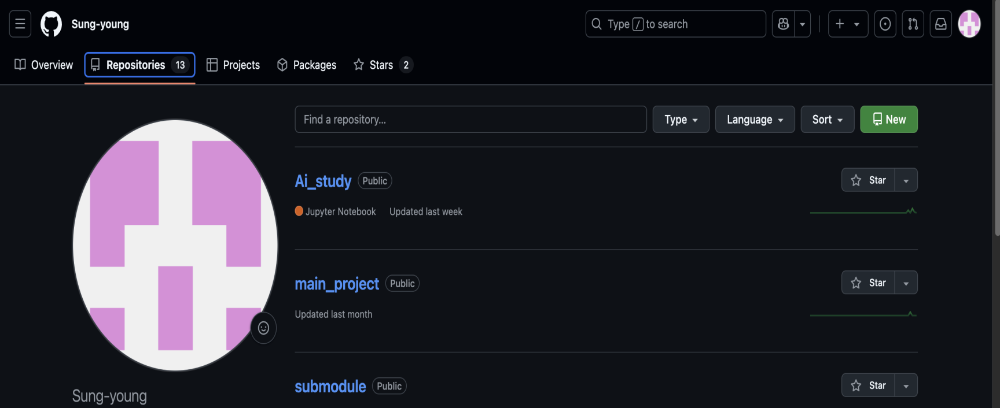 Sung-young
Type / to search
Overview
Repositories 13
Projects
Packages
Stars 2
Find a repository...
Type
Language
Sort
New
Ai_study Public
Star
Jupyter Notebook Updated last week
main_project Public
Star
Updated last month
submodule Public
Star
Sung-young